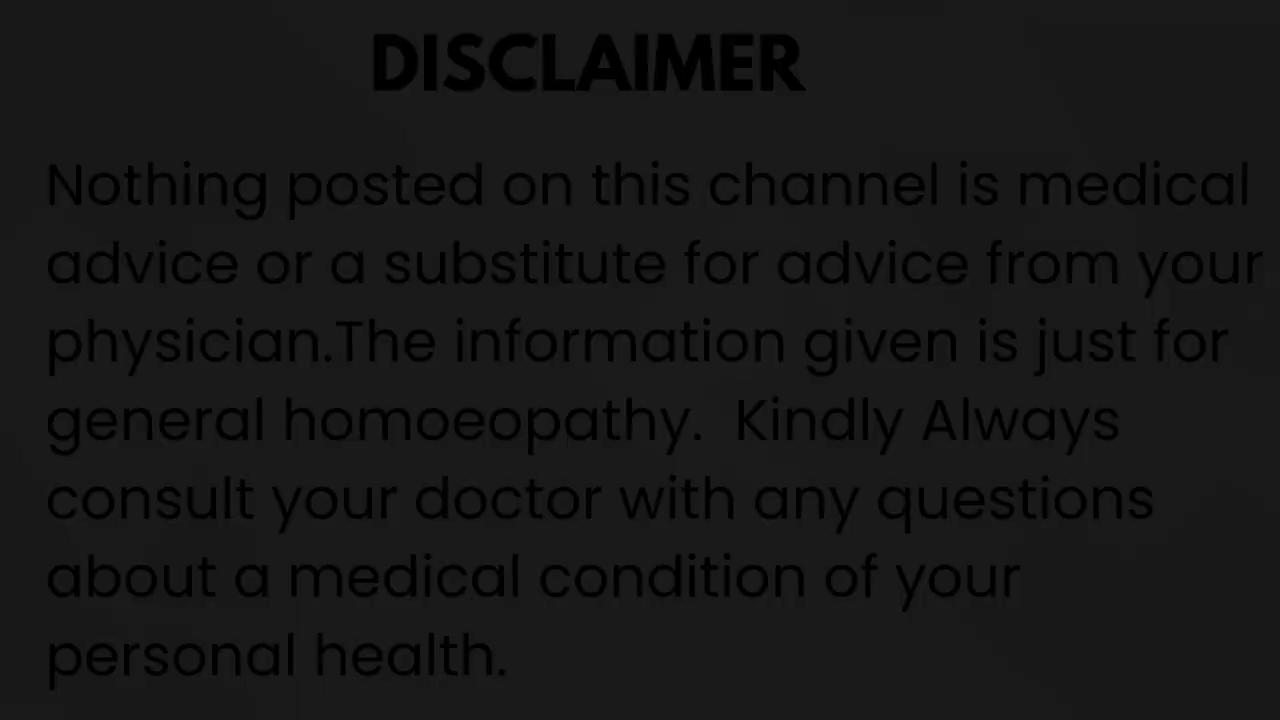 DISCLAIMER
Nothing posted on this channel is medical
advice or a substitute for advice from your
physician.The information given is just for
general homoeopathy.  Kindly Always
consult your doctor with any questions
about a medical condition of your
personal health.